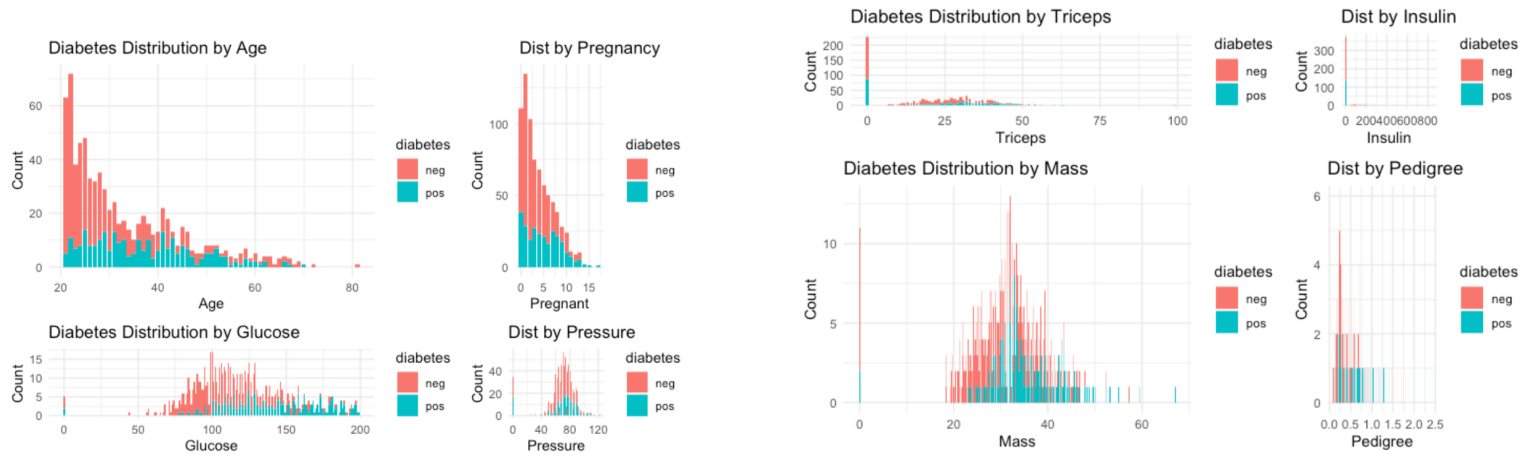 Diabetes Distribution by Age
Count
60
40
20
0
20 40 60 80
Age
diabetes
neg
pos
Dist by Pregnancy
Count
100
50
0
0 5 10 15
Pregnant
diabetes
neg
pos
Diabetes Distribution by Glucose
Count
15
10
5
0
0 50 100 150 200
Glucose
diabetes
neg
pos
Dist by Pressure
Count
40
20
0
0 40 80 120
Pressure
diabetes
neg
pos
Diabetes Distribution by Triceps
Count
200
150
100
50
0
0 25 50 75 100
Triceps
diabetes
neg
pos
Dist by Insulin
Count
300
200
100
0
0 200400600800
Insulin
diabetes
neg
pos
Diabetes Distribution by Mass
Count
10
5
0
0 20 40 60
Mass
diabetes
neg
pos
Dist by Pedigree
Count
6
4
2
0
0.0 0.5 1.0 1.5 2.0 2.5
Pedigree
diabetes
neg
pos